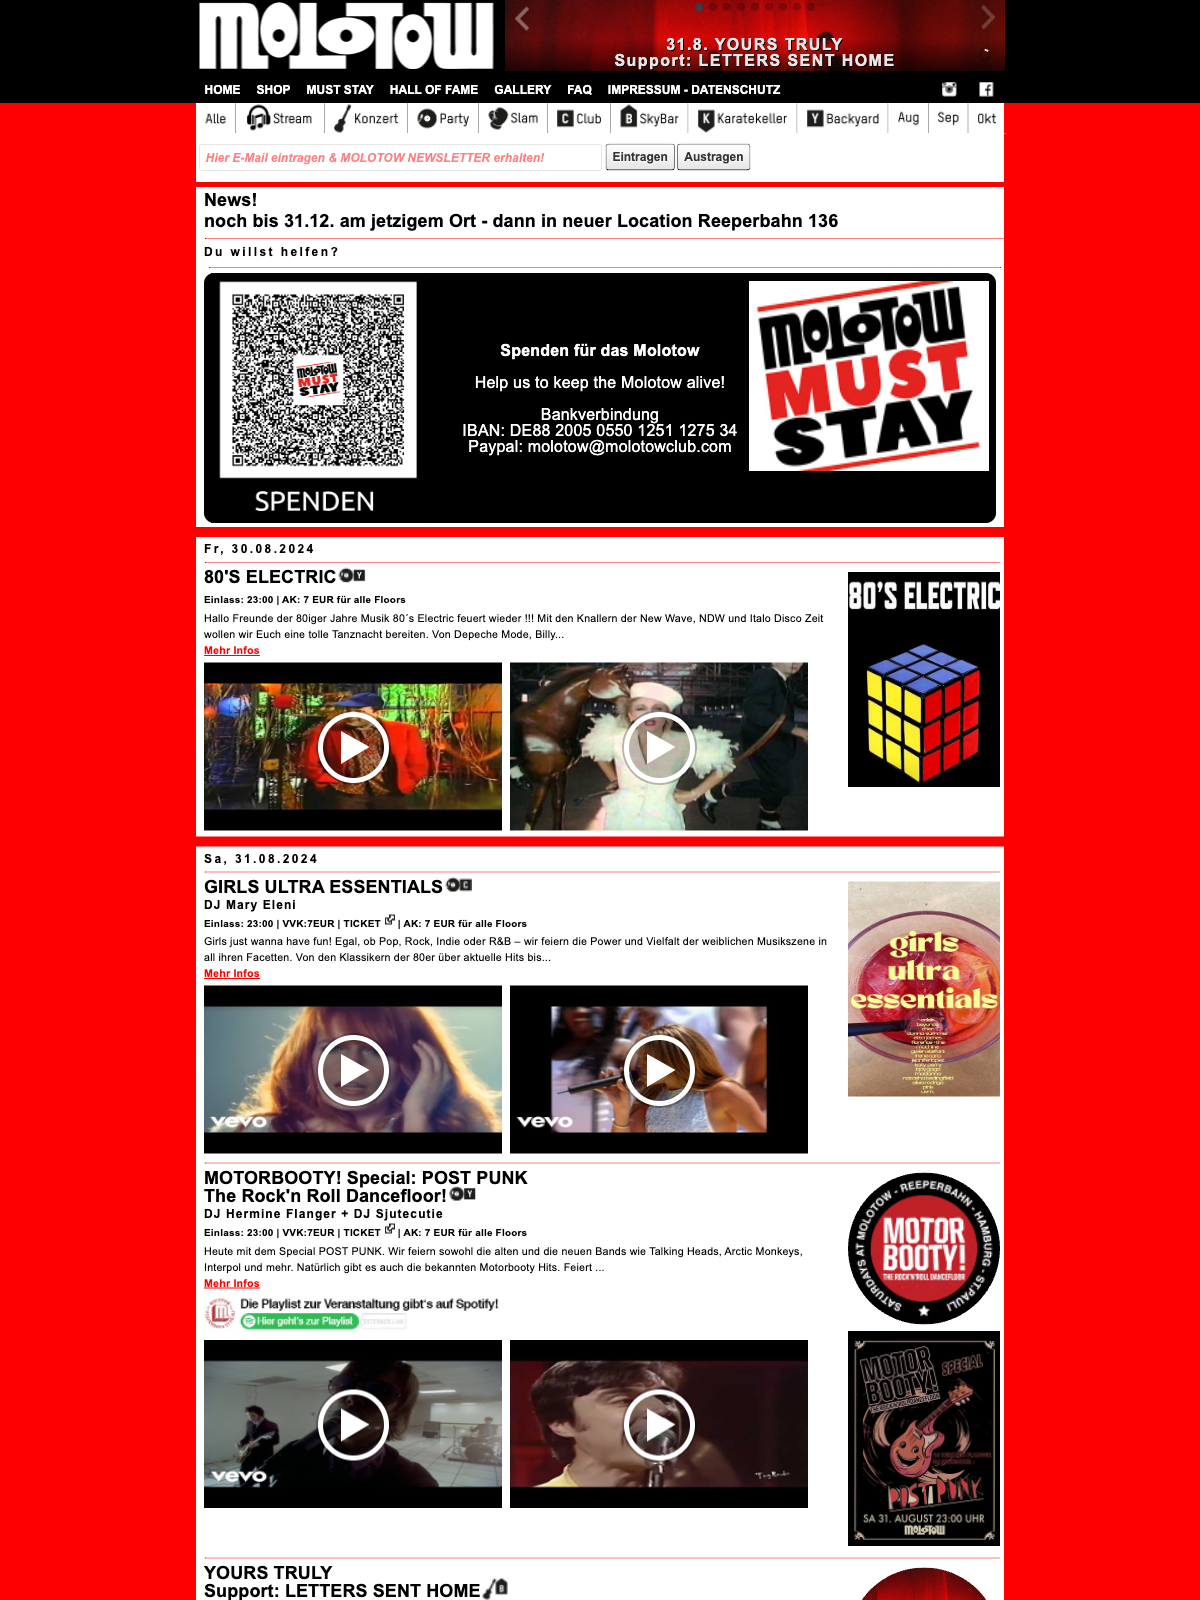 MOLOTOW
31.8. YOURS TRULY
Support: LETTERS SENT HOME
HOME SHOP MUST STAY HALL OF FAME GALLERY FAQ IMPRESSUM - DATENSCHUTZ
Alle Stream Konzert Party Slam C Club B SkyBar K Karatekeller Y Backyard Aug Sep Okt
Hier E-Mail eintragen & MOLOTOW NEWSLETTER erhalten! Eintragen Austragen
News!
noch bis 31.12. am jetzigem Ort - dann in neuer Location Reeperbahn 136
Du willst helfen?
MOLOTOW
MUST
STAY
SPENDEN
Spenden für das Molotow
Help us to keep the Molotow alive!
Bankverbindung
IBAN: DE88 2005 0550 1251 1275 34
Paypal: molotow@molotowclub.com
MOLOTOW
MUST
STAY
Fr, 30.08.2024
80'S ELECTRIC Y
Einlass: 23:00 | AK: 7 EUR für alle Floors
Hallo Freunde der 80iger Jahre Musik 80´s Electric feuert wieder !!! Mit den Knallern der New Wave, NDW und Italo Disco Zeit
wollen wir Euch eine tolle Tanznacht bereiten. Von Depeche Mode, Billy...
Mehr Infos
80'S ELECTRIC
Sa, 31.08.2024
GIRLS ULTRA ESSENTIALS C
DJ Mary Eleni
Einlass: 23:00 | VVK:7EUR | TICKET | AK: 7 EUR für alle Floors
Girls just wanna have fun! Egal, ob Pop, Rock, Indie oder R&B – wir feiern die Power und Vielfalt der weiblichen Musikszene in
all ihren Facetten. Von den Klassikern der 80er über aktuelle Hits bis...
Mehr Infos
vevo
vevo
girls
ultra
essentials
MOTORBOOTY! Special: POST PUNK
The Rock'n Roll Dancefloor! Y
DJ Hermine Flanger + DJ Sjutecutie
Einlass: 23:00 | VVK:7EUR | TICKET | AK: 7 EUR für alle Floors
Heute mit dem Special POST PUNK. Wir feiern sowohl die alten und die neuen Bands wie Talking Heads, Arctic Monkeys,
Interpol und mehr. Natürlich gibt es auch die bekannten Motorbooty Hits. Feiert ...
Mehr Infos
Die Playlist zur Veranstaltung gibt's auf Spotify!
Hier geht's zur Playlist EXTERNER LINK
vevo
SATURDAYS AT MOLOTOW - REEPERBAHN - HAMBURG - ST.PAULI
MOTOR
BOOTY!
THE ROCK'N'ROLL DANCEFLOOR
MOTOR
BOOTY!
SPECIAL
POST PUNK
SA 31. AUGUST 23:00 UHR
MOLOTOW
YOURS TRULY
Support: LETTERS SENT HOME B